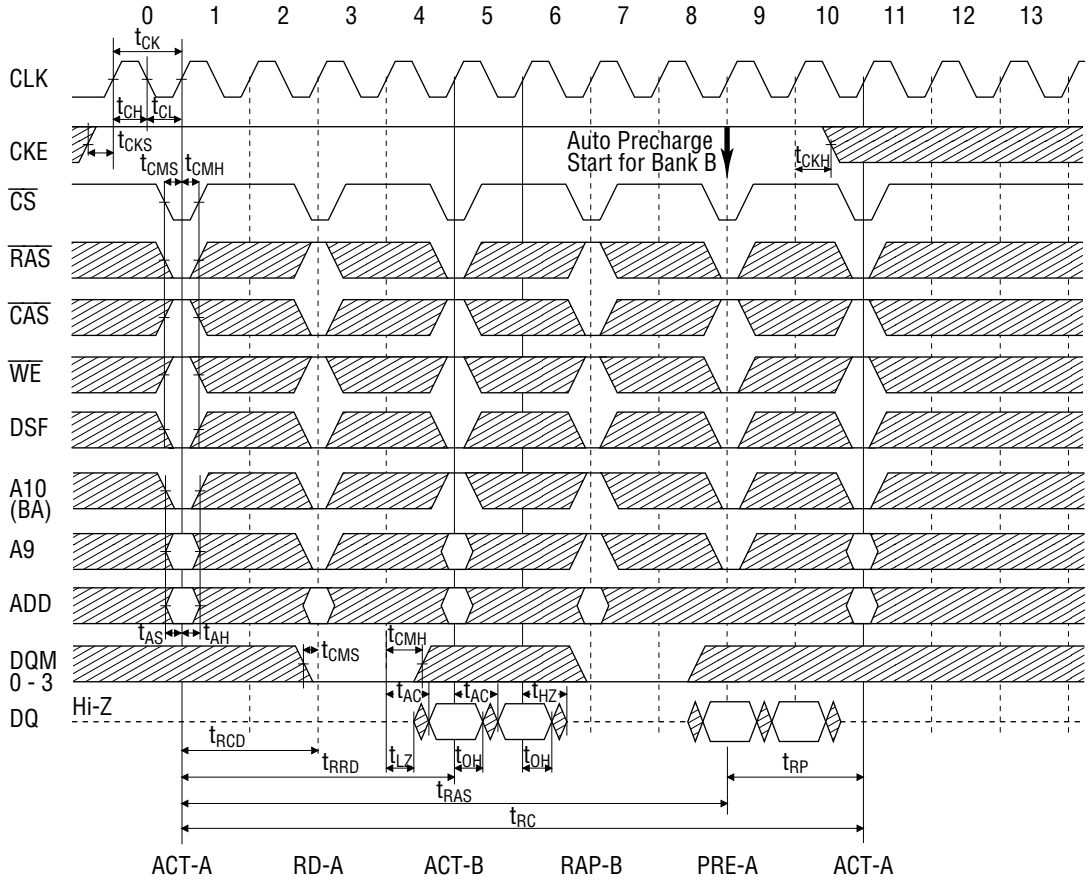 0 1 2 3 4 5 6 7 8 9 10 11 12 13
tCK
CLK
tCH tCL
tCKS
CKE
Auto Precharge
Start for Bank B
tCKH
tCMS tCMH
CS
RAS
CAS
WE
DSF
A10
(BA)
A9
ADD
tAS tAH
tCMS
tCMH
DQM
0 - 3
tAC tAC tHZ
Hi-Z
DQ
tRCD
tLZ tOH tOH
tRRD
tRP
tRAS
tRC
ACT-A RD-A ACT-B RAP-B PRE-A ACT-A